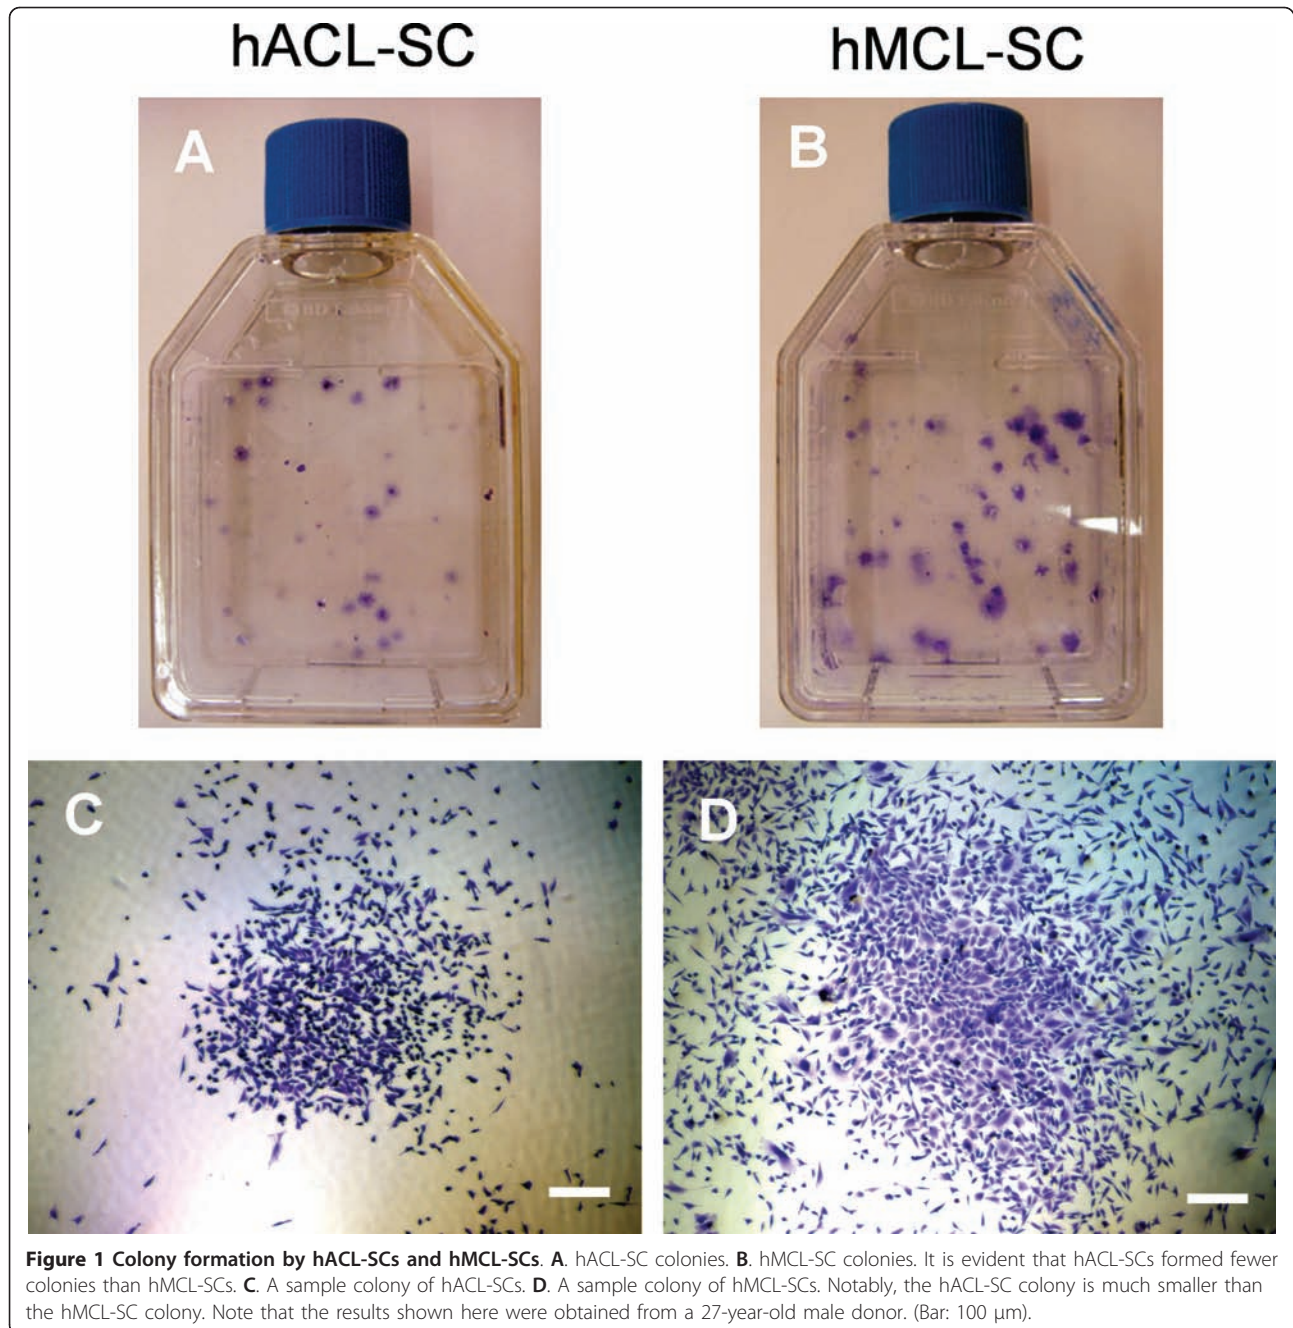 hACL-SC
hMCL-SC
A
B
C
D
Figure 1 Colony formation by hACL-SCs and hMCL-SCs. A. hACL-SC colonies. B. hMCL-SC colonies. It is evident that hACL-SCs formed fewer
colonies than hMCL-SCs. C. A sample colony of hACL-SCs. D. A sample colony of hMCL-SCs. Notably, the hACL-SC colony is much smaller than
the hMCL-SC colony. Note that the results shown here were obtained from a 27-year-old male donor. (Bar: 100 μm).